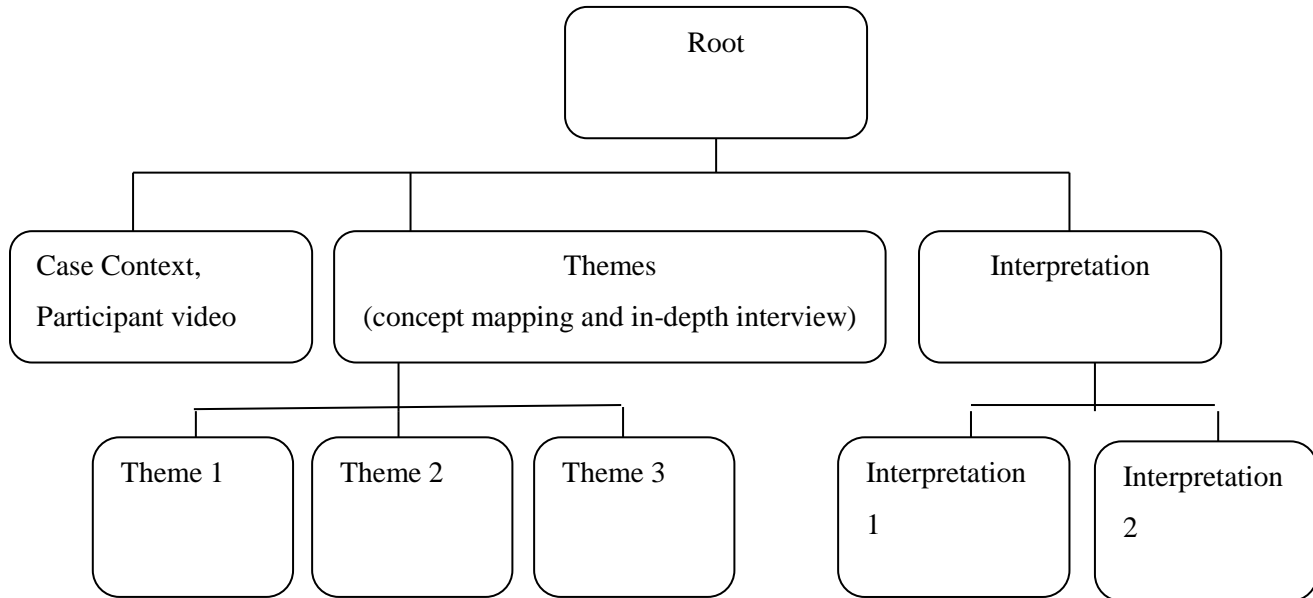 Root
Case Context,
Participant video
Themes
(concept mapping and in-depth interview)
Interpretation
Theme 1
Theme 2
Theme 3
Interpretation
1
Interpretation
2